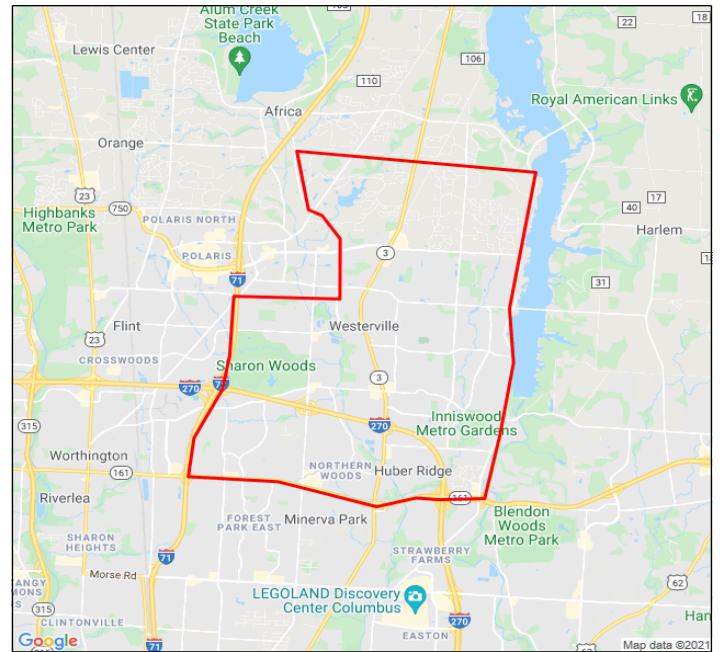 Alum Creek
State Park
Beach
Lewis Center
22
18
106
110
Royal American Links
Africa
Orange
23
17
Highbanks
Metro Park
750
POLARIS NORTH
40
Harlem
POLARIS
3
71
31
Flint
Westerville
23
CROSSWOODS
Sharon Woods
270
71
3
315
Inniswood
Metro Gardens
270
Worthington
161
NORTHERN
WOODS
Huber Ridge
Riverlea
161
FOREST
PARK EAST
Minerva Park
Blendon
Woods
Metro Park
SHARON
HEIGHTS
71
STRAWBERRY
FARMS
Morse Rd
62
315
LEGOLAND Discovery
Center Columbus
270
CLINTONVILLE
71
EASTON
Google
62
Map data ©2021